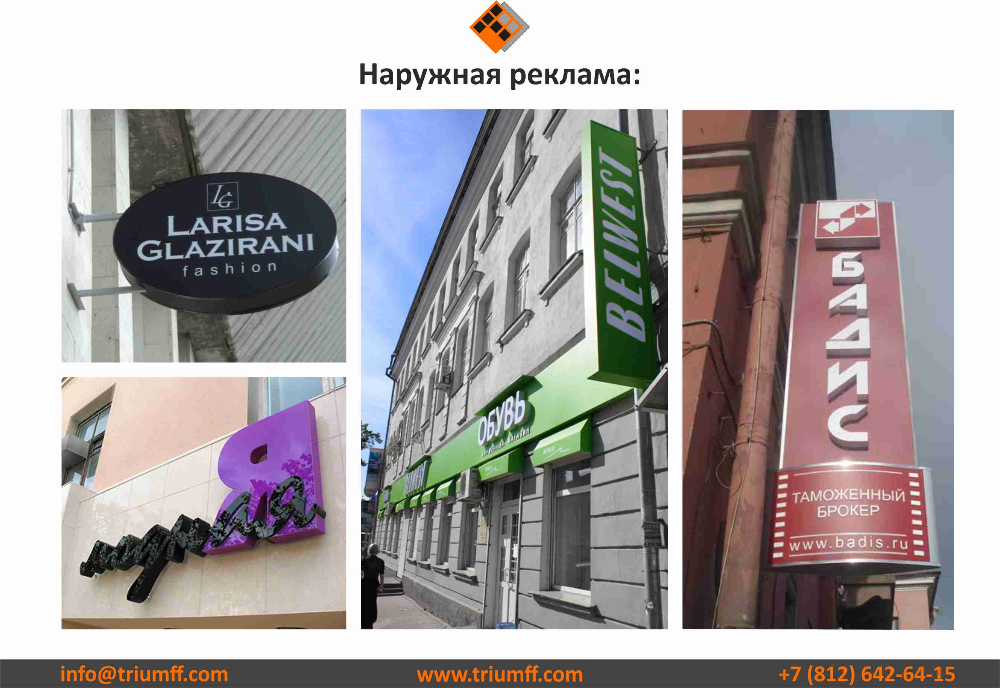 Наружная реклама:
LG
LARISA
GLAZIRANI
fashion
BELWEST
ОБУВЬ
ФИРМЕННЫЙ МАГАЗИН
BELWEST
БАДИС
ТАМОЖЕННЫЙ
БРОКЕР
www.badis.ru
Я
info@triumff.com
www.triumff.com
+7 (812) 642-64-15